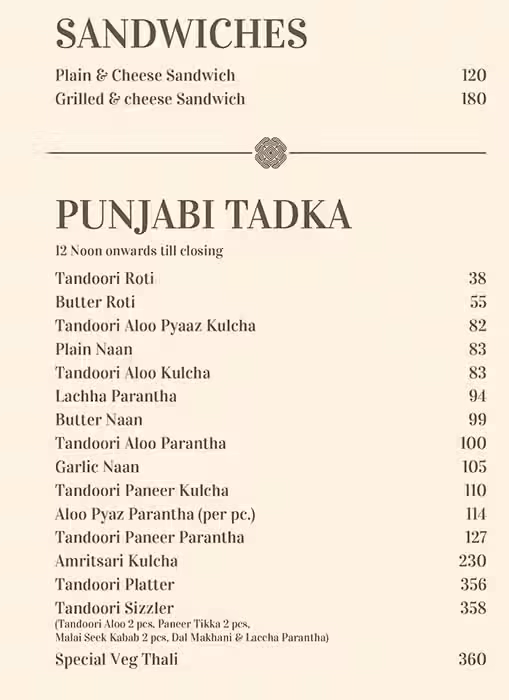 SANDWICHES
Plain & Cheese Sandwich 120
Grilled & cheese Sandwich 180
PUNJABI TADKA
12 Noon onwards till closing
Tandoori Roti 38
Butter Roti 55
Tandoori Aloo Pyaaz Kulcha 82
Plain Naan 83
Tandoori Aloo Kulcha 83
Lachha Parantha 94
Butter Naan 99
Tandoori Aloo Parantha 100
Garlic Naan 105
Tandoori Paneer Kulcha 110
Aloo Pyaz Parantha (per pc.) 114
Tandoori Paneer Parantha 127
Amritsari Kulcha 230
Tandoori Platter 356
Tandoori Sizzler 358
(Tandoori Aloo 2 pcs, Paneer Tikka 2 pcs,
Malai Seek Kabab 2 pcs, Dal Makhani & Laccha Parantha)
Special Veg Thali 360